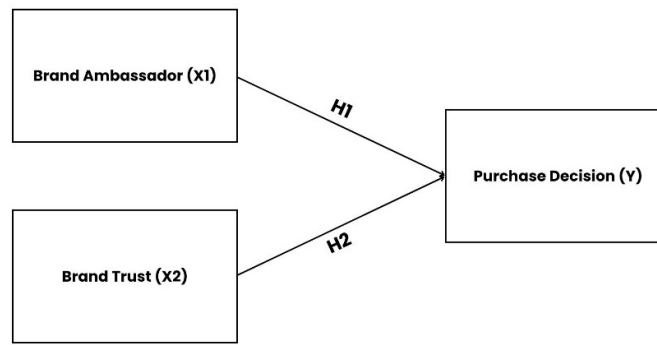 Brand Ambassador (X1)
H1
Purchase Decision (Y)
H2
Brand Trust (X2)